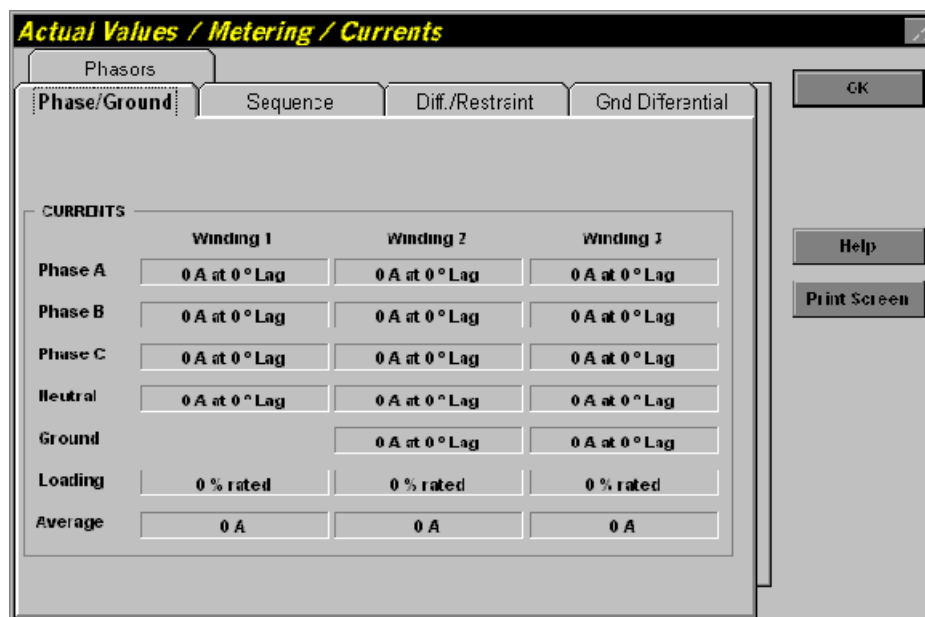 Actual Values / Metering / Currents
Phasors
Phase/Ground Sequence Diff./Restraint Gnd Differential
OK
CURRENTS
Winding 1 Winding 2 Winding 3
Help
Phase A 0 A at 0 ° Lag 0 A at 0 ° Lag 0 A at 0 ° Lag
Print Screen
Phase B 0 A at 0 ° Lag 0 A at 0 ° Lag 0 A at 0 ° Lag
Phase C 0 A at 0 ° Lag 0 A at 0 ° Lag 0 A at 0 ° Lag
Neutral 0 A at 0 ° Lag 0 A at 0 ° Lag 0 A at 0 ° Lag
Ground 0 A at 0 ° Lag 0 A at 0 ° Lag
Loading 0 % rated 0 % rated 0 % rated
Average 0 A 0 A 0 A